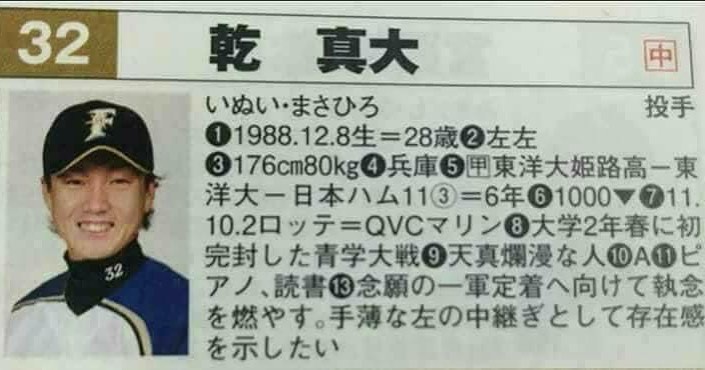 32 乾 真大 中
いぬい・まさひろ 投手
❶1988.12.8生＝28歳❷左左
❸176cm80kg❹兵庫❺甲東洋大姫路高－東
洋大－日本ハム11③＝6年❻1000▼❼11.
10.2ロッテ＝QVCマリン❽大学2年春に初
完封した青学大戦❾天真爛漫な人❿A⓫ピ
アノ、読書⓭念願の一軍定着へ向けて執念
を燃やす。手薄な左の中継ぎとして存在感
を示したい
F
32